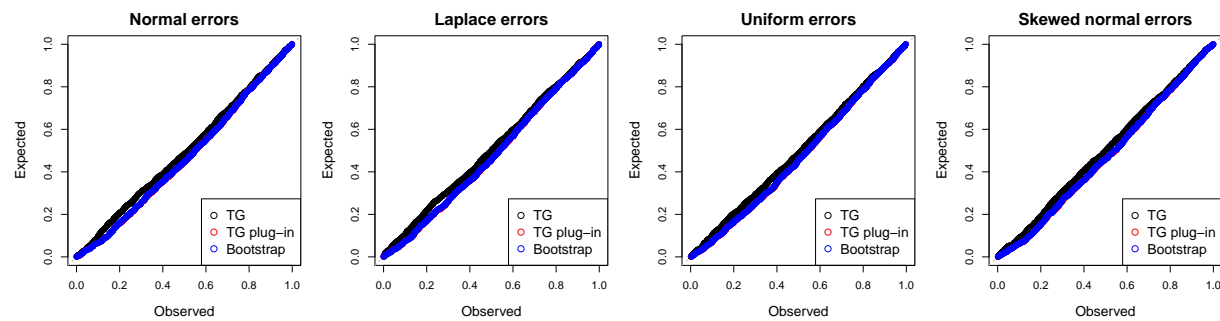 Normal errors
Expected
0.0 0.2 0.4 0.6 0.8 1.0
TG
TG plug-in
Bootstrap
0.0 0.2 0.4 0.6 0.8 1.0
Observed
Laplace errors
Expected
0.0 0.2 0.4 0.6 0.8 1.0
TG
TG plug-in
Bootstrap
0.0 0.2 0.4 0.6 0.8 1.0
Observed
Uniform errors
Expected
0.0 0.2 0.4 0.6 0.8 1.0
TG
TG plug-in
Bootstrap
0.0 0.2 0.4 0.6 0.8 1.0
Observed
Skewed normal errors
Expected
0.0 0.2 0.4 0.6 0.8 1.0
TG
TG plug-in
Bootstrap
0.0 0.2 0.4 0.6 0.8 1.0
Observed